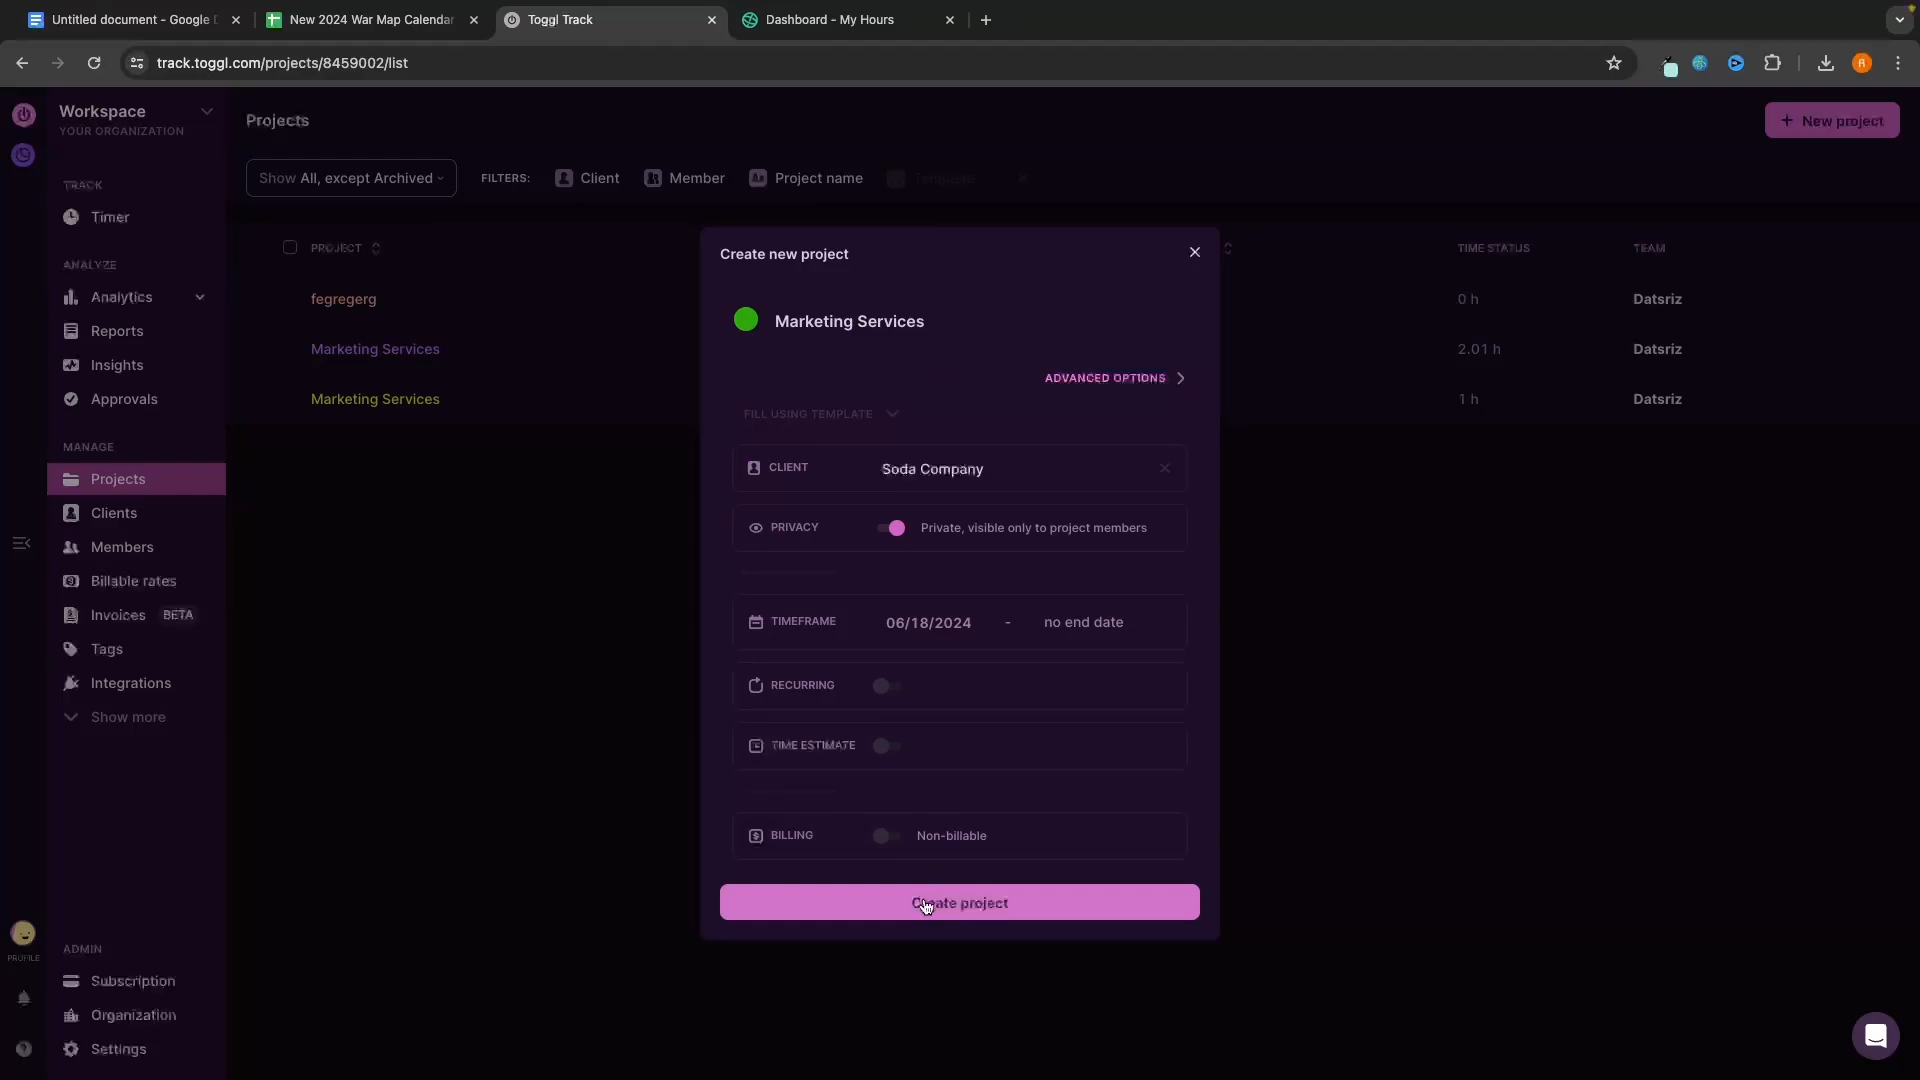 Untitled document - Google D
New 2024 War Map Calendar
Toggl Track
Dashboard - My Hours
track.toggl.com/projects/8459002/list
Workspace
YOUR ORGANIZATION
TRACK
Timer
ANALYZE
Analytics
Reports
Insights
Approvals
MANAGE
Projects
Clients
Members
Billable rates
Invoices BETA
Tags
Integrations
Show more
PROFILE
ADMIN
Subscription
Organization
Settings
Projects
+ New project
Show All, except Archived
FILTERS: Client Member Project name Template
PROJECT TIME STATUS TEAM
fegregerg 0 h Datsriz
Marketing Services 2.01 h Datsriz
Marketing Services 1 h Datsriz
Create new project
Marketing Services
ADVANCED OPTIONS
FILL USING TEMPLATE
CLIENT Soda Company
PRIVACY Private, visible only to project members
TIMEFRAME 06/18/2024 - no end date
RECURRING
TIME ESTIMATE
BILLING Non-billable
Create project